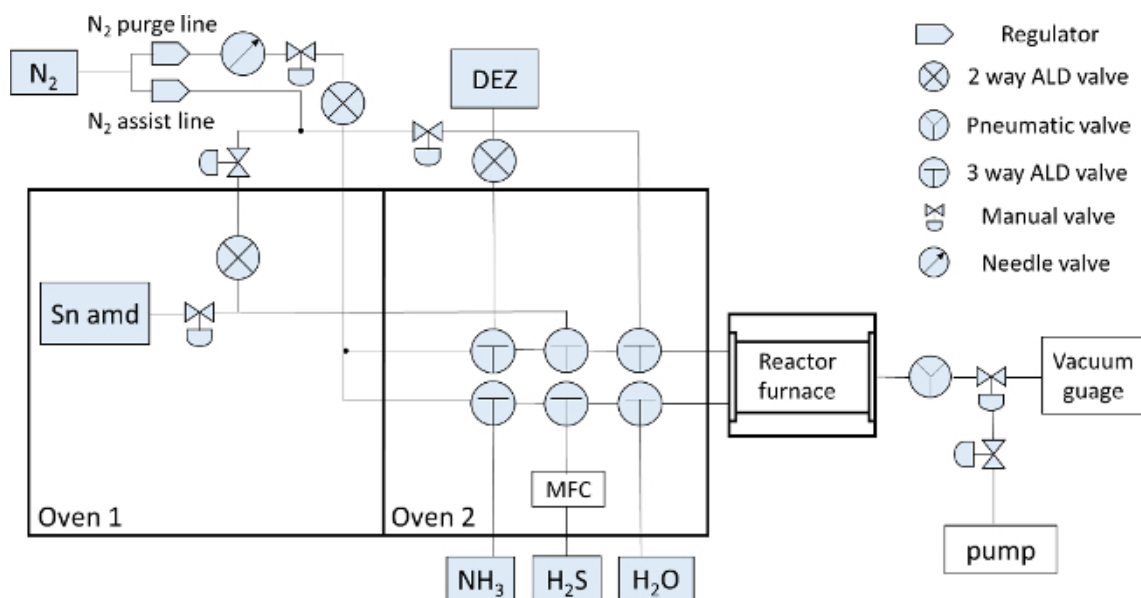 N₂ purge line
N₂
N₂ assist line
DEZ
Regulator
2 way ALD valve
Pneumatic valve
3 way ALD valve
Manual valve
Needle valve
Sn amd
Reactor
furnace
Vacuum
guage
MFC
Oven 1
Oven 2
pump
NH₃
H₂S
H₂O